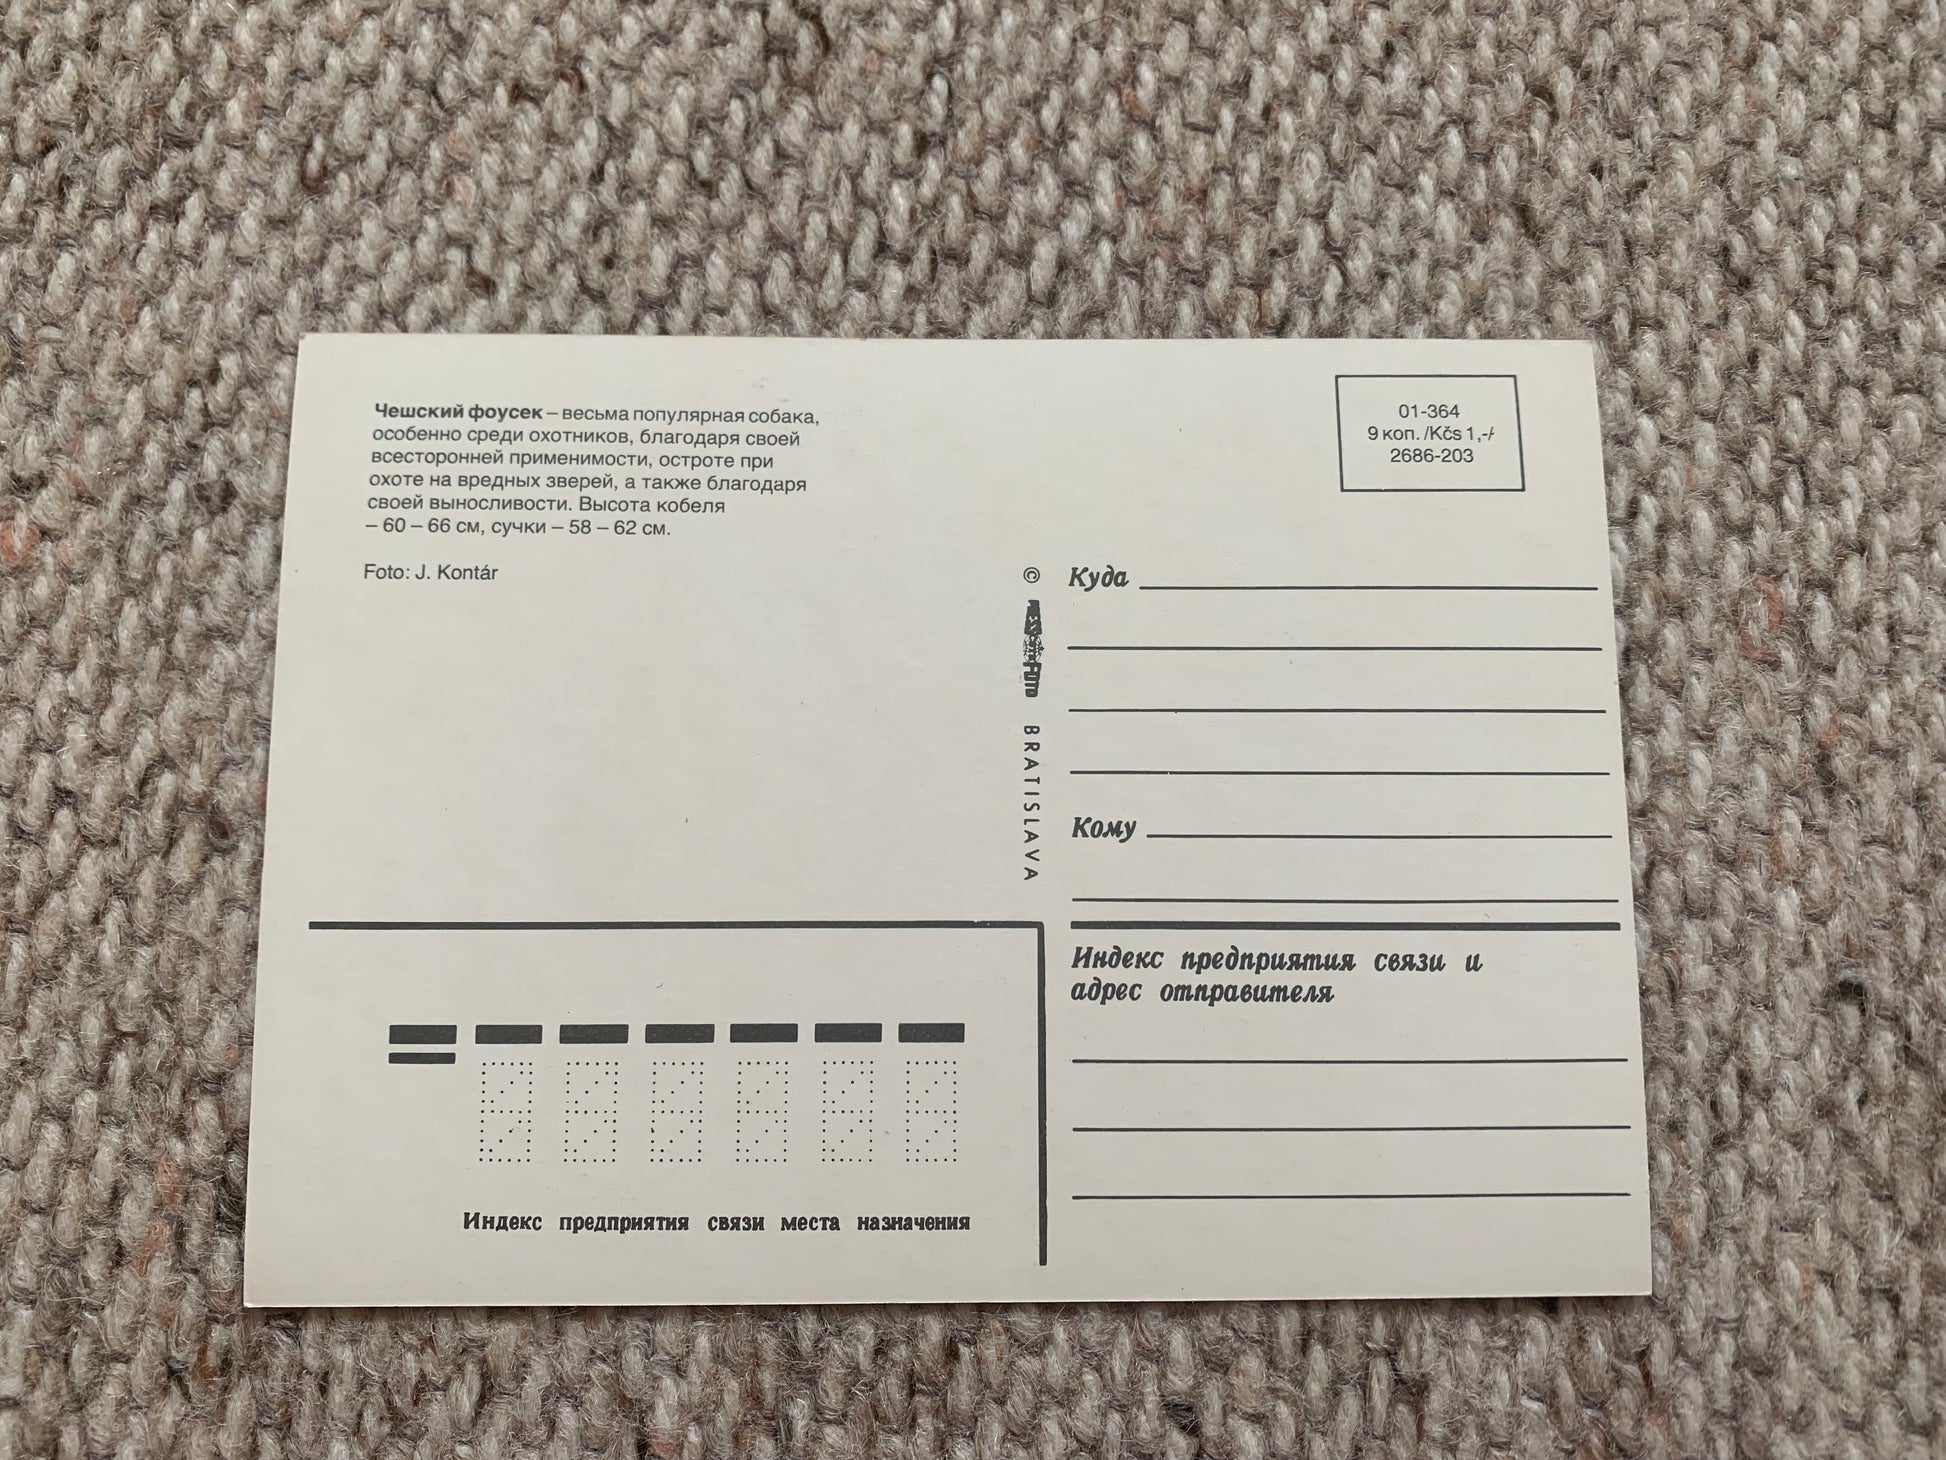 Чешский фоусек – весьма популярная собака,
особенно среди охотников, благодаря своей
всесторонней применимости, остроте при
охоте на вредных зверей, а также благодаря
своей выносливости. Высота кобеля
– 60 – 66 см, сучки – 58 – 62 см.
Foto: J. Kontár
01-364
9 коп. /Kčs 1,-/
2686-203
© PRESSFOTO BRATISLAVA
Куда
Кому
Индекс предприятия связи и
адрес отправителя
Индекс предприятия связи места назначения